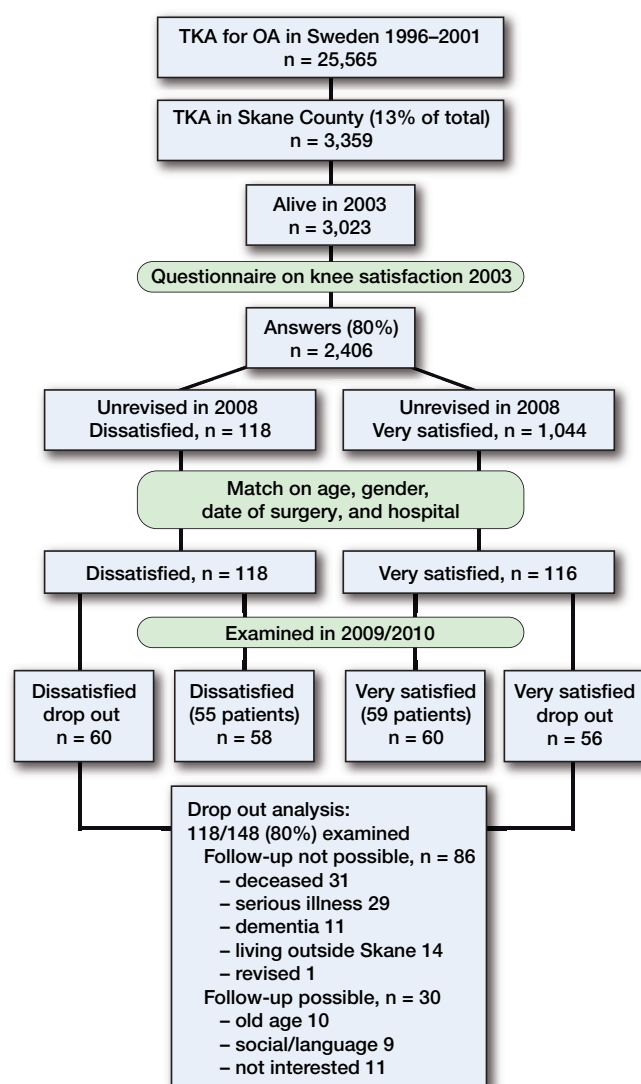 TKA for OA in Sweden 1996–2001
n = 25,565
TKA in Skane County (13% of total)
n = 3,359
Alive in 2003
n = 3,023
Questionnaire on knee satisfaction 2003
Answers (80%)
n = 2,406
Unrevised in 2008
Dissatisfied, n = 118
Unrevised in 2008
Very satisfied, n = 1,044
Match on age, gender,
date of surgery, and hospital
Dissatisfied, n = 118
Very satisfied, n = 116
Examined in 2009/2010
Dissatisfied
drop out
n = 60
Dissatisfied
(55 patients)
n = 58
Very satisfied
(59 patients)
n = 60
Very satisfied
drop out
n = 56
Drop out analysis:
118/148 (80%) examined
Follow-up not possible, n = 86
– deceased 31
– serious illness 29
– dementia 11
– living outside Skane 14
– revised 1
Follow-up possible, n = 30
– old age 10
– social/language 9
– not interested 11